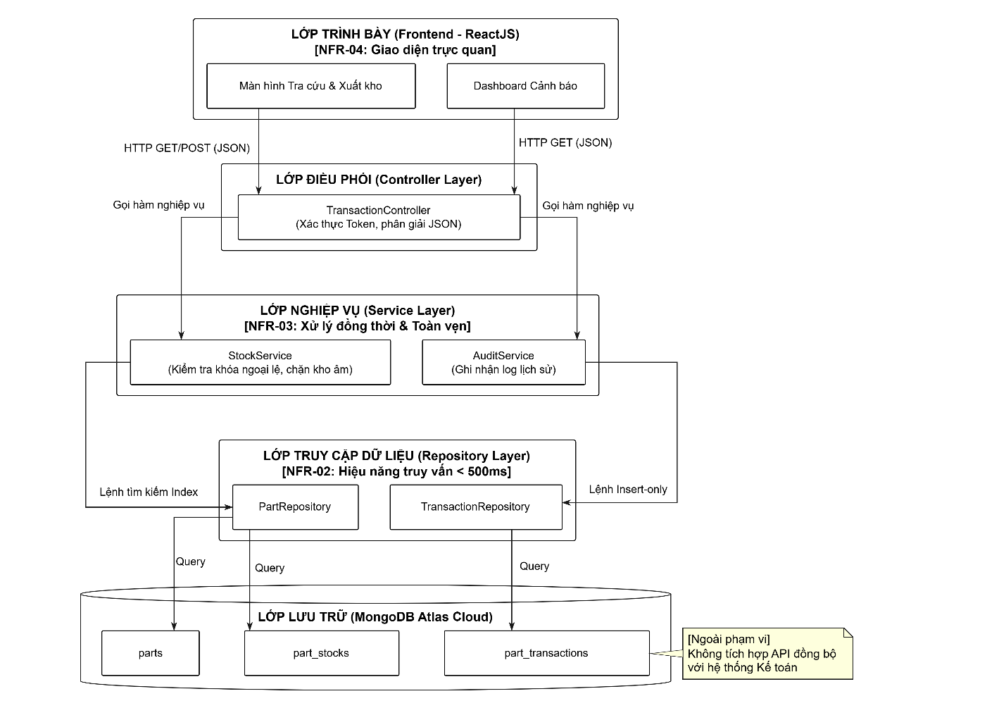 LỚP TRÌNH BÀY (Frontend - ReactJS)
[NFR-04: Giao diện trực quan]
Màn hình Tra cứu & Xuất kho
Dashboard Cảnh báo
HTTP GET/POST (JSON)
HTTP GET (JSON)
LỚP ĐIỀU PHỐI (Controller Layer)
TransactionController
(Xác thực Token, phân giải JSON)
Gọi hàm nghiệp vụ
Gọi hàm nghiệp vụ
LỚP NGHIỆP VỤ (Service Layer)
[NFR-03: Xử lý đồng thời & Toàn vẹn]
StockService
(Kiểm tra khóa ngoại lệ, chặn kho âm)
AuditService
(Ghi nhận log lịch sử)
LỚP TRUY CẬP DỮ LIỆU (Repository Layer)
[NFR-02: Hiệu năng truy vấn < 500ms]
Lệnh tìm kiếm Index
Lệnh Insert-only
PartRepository
TransactionRepository
Query
Query
Query
LỚP LƯU TRỮ (MongoDB Atlas Cloud)
parts
part_stocks
part_transactions
[Ngoài phạm vi]
Không tích hợp API đồng bộ
với hệ thống Kế toán